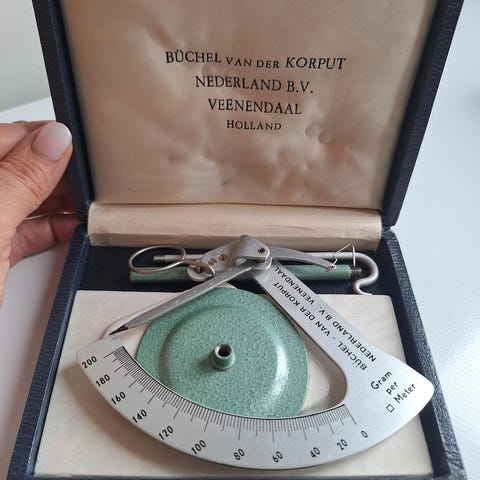 BÜCHEL VAN DER KORPUT
NEDERLAND B.V.
VEENENDAAL
HOLLAND
BÜCHEL - VAN DER KORPUT
NEDERLAND B.V. VEENENDAAL
Gram
per
□ Meter
200
180
160
140
120
100
80
60
40
20
0